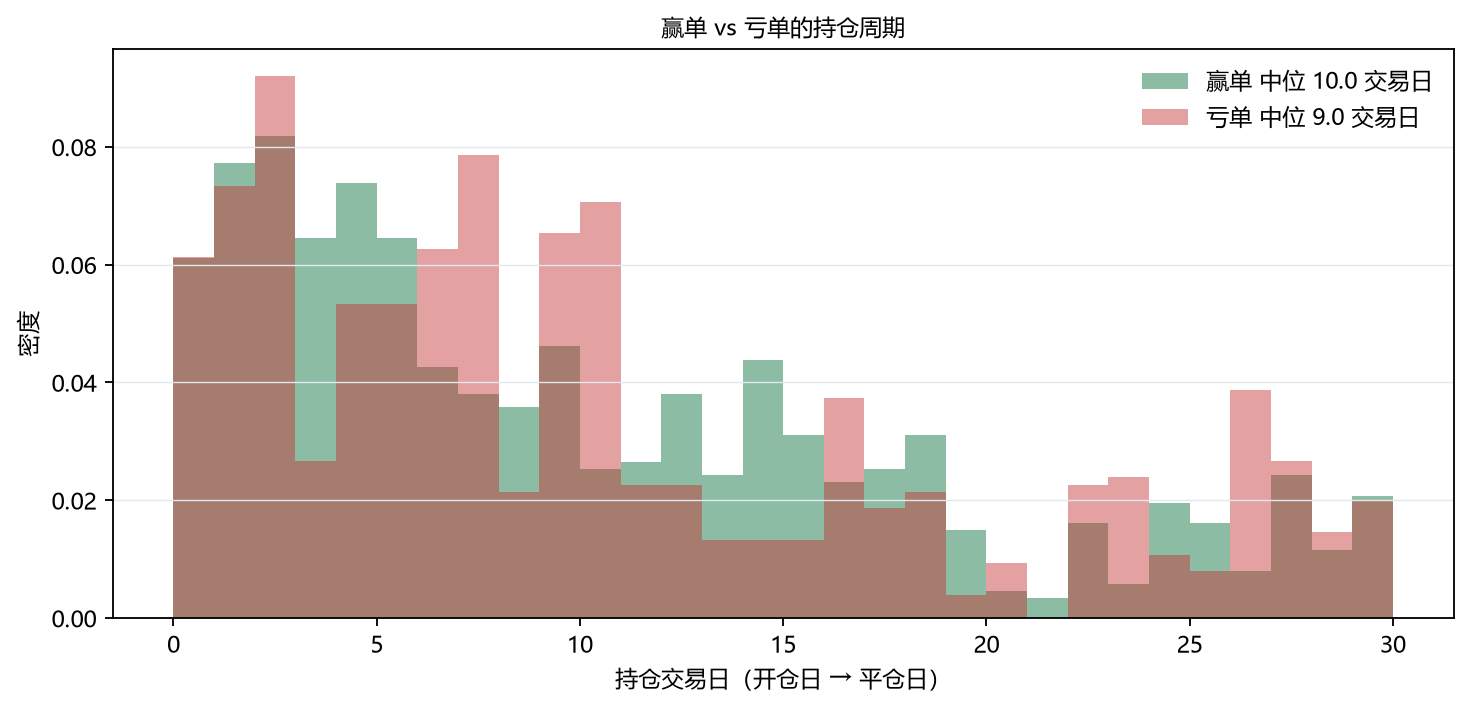 赢单 vs 亏单的持仓周期
赢单 中位 10.0 交易日
亏单 中位 9.0 交易日
密度
0.08
0.06
0.04
0.02
0.00
0 5 10 15 20 25 30
持仓交易日（开仓日 → 平仓日）